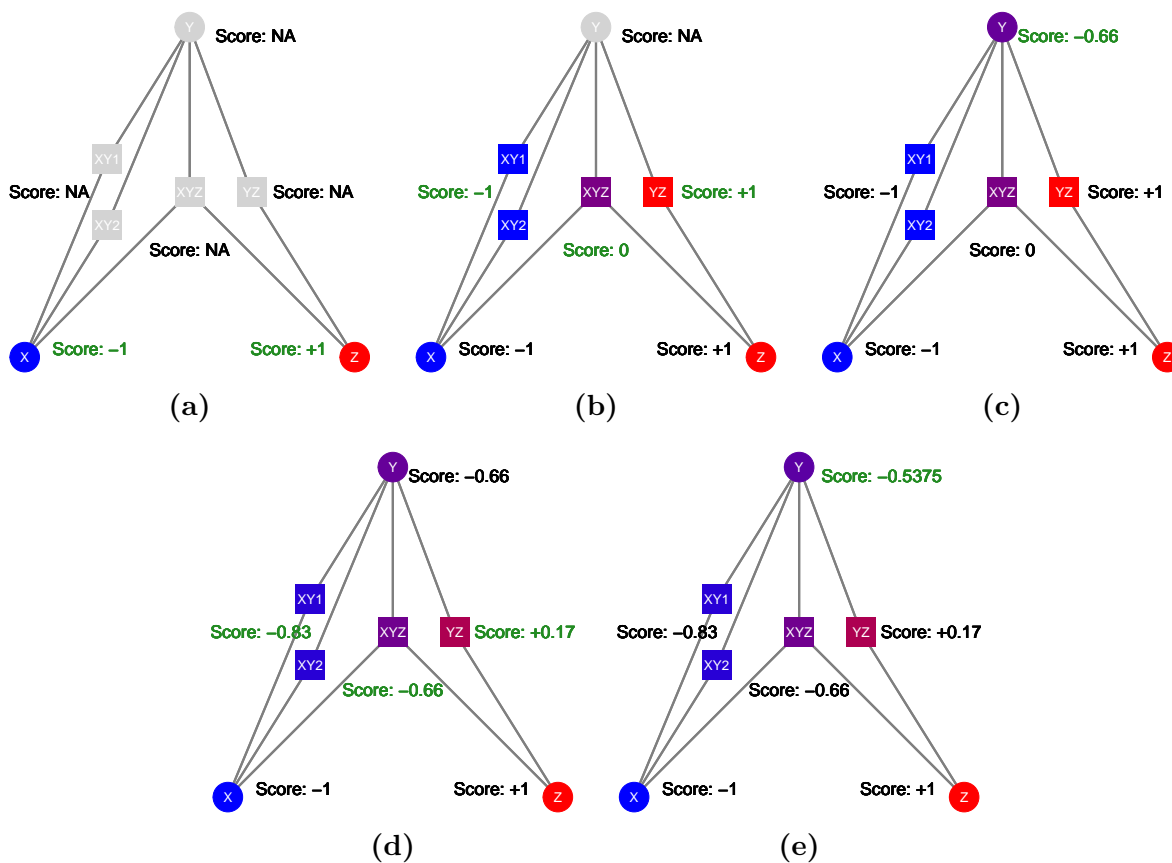 Y
Score: NA
XY1
Score: NA
XYZ
YZ
Score: NA
XY2
Score: NA
X
Score: −1
Score: +1
Z
(a)
Y
Score: NA
XY1
Score: −1
XYZ
YZ
Score: +1
XY2
Score: 0
X
Score: −1
Score: +1
Z
(b)
Y
Score: −0.66
XY1
Score: −1
XYZ
YZ
Score: +1
XY2
Score: 0
X
Score: −1
Score: +1
Z
(c)
Y
Score: −0.66
XY1
Score: −0.83
XYZ
YZ
Score: +0.17
XY2
Score: −0.66
X
Score: −1
Score: +1
Z
(d)
Y
Score: −0.5375
XY1
Score: −0.83
XYZ
YZ
Score: +0.17
XY2
Score: −0.66
X
Score: −1
Score: +1
Z
(e)